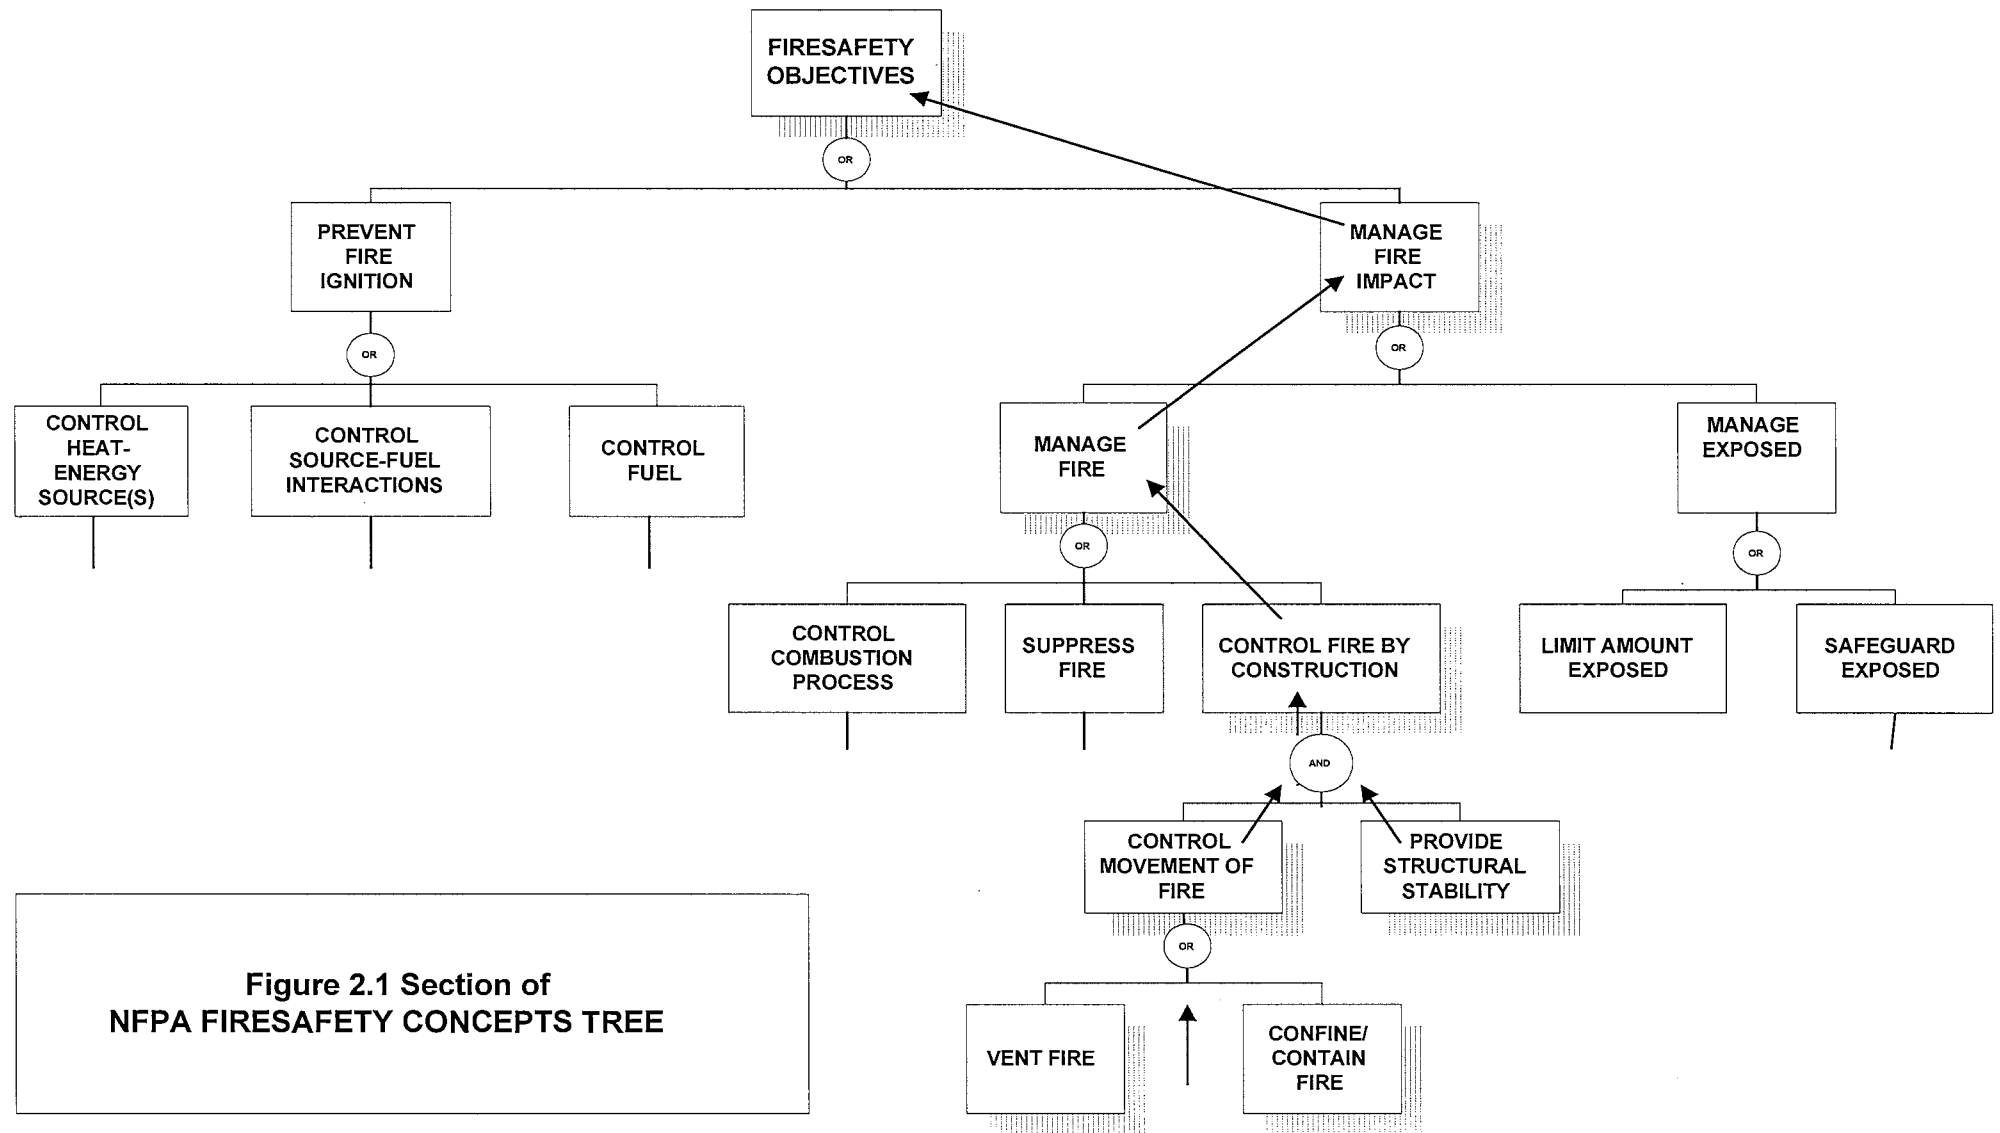 FIRESAFETY
OBJECTIVES
OR
PREVENT
FIRE
IGNITION
MANAGE
FIRE
IMPACT
OR
OR
CONTROL
HEAT-
ENERGY
SOURCE(S)
CONTROL
SOURCE-FUEL
INTERACTIONS
CONTROL
FUEL
MANAGE
FIRE
MANAGE
EXPOSED
OR
OR
CONTROL
COMBUSTION
PROCESS
SUPPRESS
FIRE
CONTROL FIRE BY
CONSTRUCTION
LIMIT AMOUNT
EXPOSED
SAFEGUARD
EXPOSED
AND
CONTROL
MOVEMENT OF
FIRE
PROVIDE
STRUCTURAL
STABILITY
OR
VENT FIRE
CONFINE/
CONTAIN
FIRE
Figure 2.1 Section of
NFPA FIRESAFETY CONCEPTS TREE